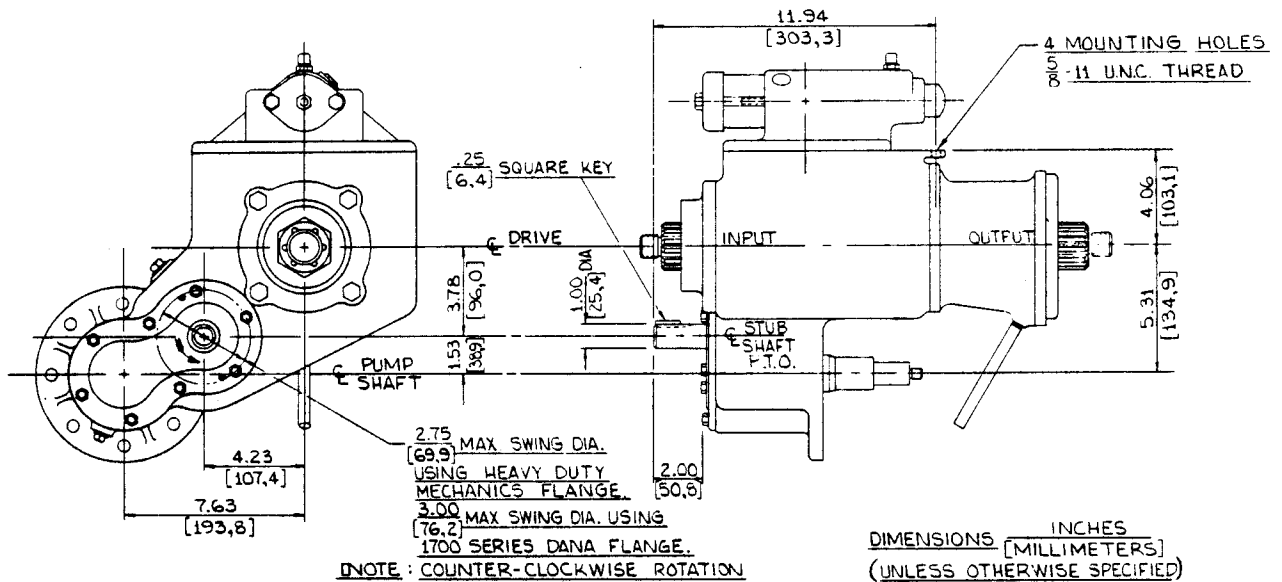 11.94
[303,3]
4 MOUNTING HOLES
5/8 -11 U.N.C. THREAD
.25
[6,4] SQUARE KEY
4.06
[103,1]
℄ DRIVE
INPUT
OUTPUT
3.78
[96,0]
1.00 DIA
[25,4]
5.31
[134,9]
℄ STUB
SHAFT
P.T.O.
1.53
[38,9]
℄ PUMP
SHAFT
2.75
[69,9] MAX SWING DIA.
USING HEAVY DUTY
MECHANICS FLANGE.
3.00
[76,2] MAX SWING DIA. USING
1700 SERIES DANA FLANGE.
4.23
[107,4]
7.63
[193,8]
2.00
[50,8]
NOTE : COUNTER-CLOCKWISE ROTATION
DIMENSIONS INCHES
[MILLIMETERS]
(UNLESS OTHERWISE SPECIFIED)